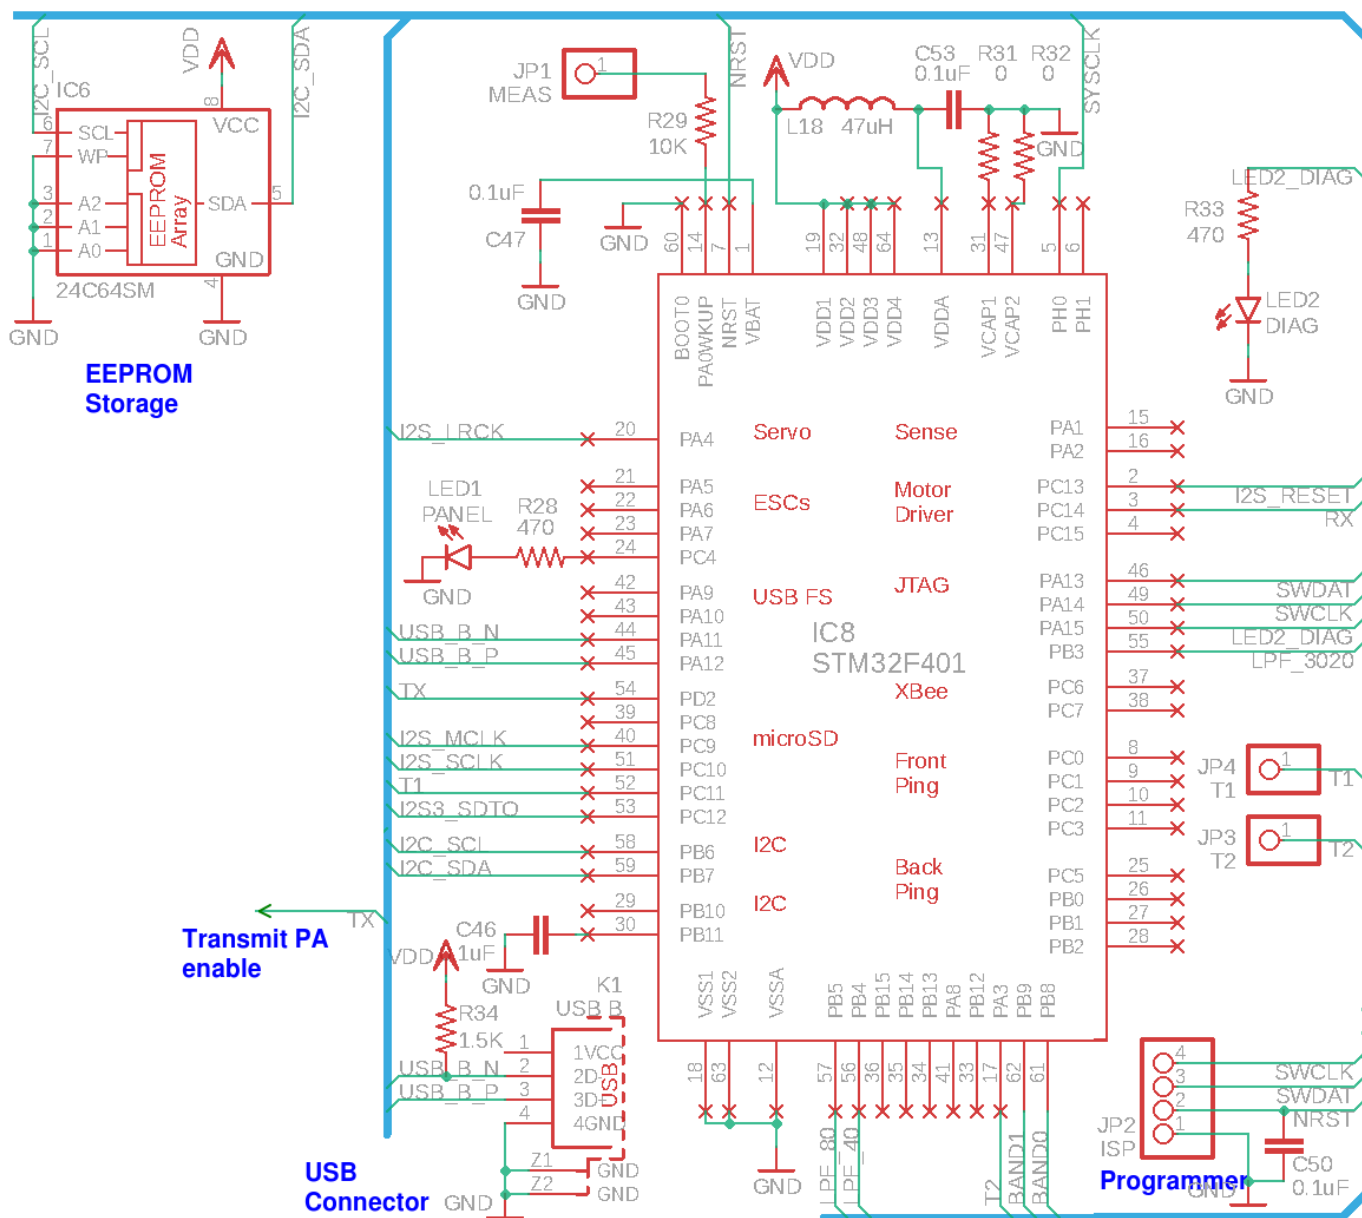 I2C_SCL
VDD
I2C_SDA
IC6
8
VCC
6
SCL
7
WP
3
A2
2
A1
1
A0
EEPROM
Array
SDA
5
GND
4
24C64SM
GND
GND
EEPROM
Storage
JP1
MEAS
1
NRST
R29
10K
VDD
L18
47uH
C53
0.1uF
R31
0
R32
0
GND
SYSCLK
0.1uF
C47
GND
GND
60
14
7
1
19
32
48
64
13
31
47
5
6
BOOT0
PA0WKUP
NRST
VBAT
VDD1
VDD2
VDD3
VDD4
VDDA
VCAP1
VCAP2
PH0
PH1
LED2_DIAG
R33
470
LED2
DIAG
GND
I2S_LRCK
20
PA4
21
PA5
22
PA6
23
PA7
24
PC4
LED1
PANEL
R28
470
GND
42
PA9
43
PA10
USB_B_N
44
PA11
USB_B_P
45
PA12
TX
54
PD2
39
PC8
I2S_MCLK
40
PC9
I2S_SCLK
51
PC10
T1
52
PC11
I2S3_SDTO
53
PC12
I2C_SCL
58
PB6
I2C_SDA
59
PB7
29
PB10
30
PB11
Servo
Sense
ESCs
Motor
Driver
USB FS
JTAG
IC8
STM32F401
XBee
microSD
Front
Ping
I2C
Back
Ping
I2C
PA1
15
PA2
16
PC13
2
I2S_RESET
PC14
3
RX
PC15
4
PA13
46
SWDAT
PA14
49
SWCLK
PA15
50
LED2_DIAG
PB3
55
LPF_3020
PC6
37
PC7
38
PC0
8
PC1
9
PC2
10
PC3
11
PC5
25
PB0
26
PB1
27
PB2
28
JP4
T1
1
T1
JP3
T2
1
T2
TX
Transmit PA
enable
C46
1uF
GND
VDD
R34
1.5K
K1
USB B
1
1VCC
USB_B_N
2
2D-
USB_B_P
3
3D+
4
4GND
USB
Z1
GND
Z2
GND
GND
USB
Connector
VSS1
VSS2
VSSA
PB5
PB4
PB15
PB14
PB13
PA8
PB12
PA3
PB9
PB8
18
63
12
57
56
36
35
34
41
33
17
62
61
GND
LPF_80
LPF_40
T2
BAND1
BAND0
JP2
ISP
4
3
2
1
SWCLK
SWDAT
NRST
C50
0.1uF
GND
Programmer